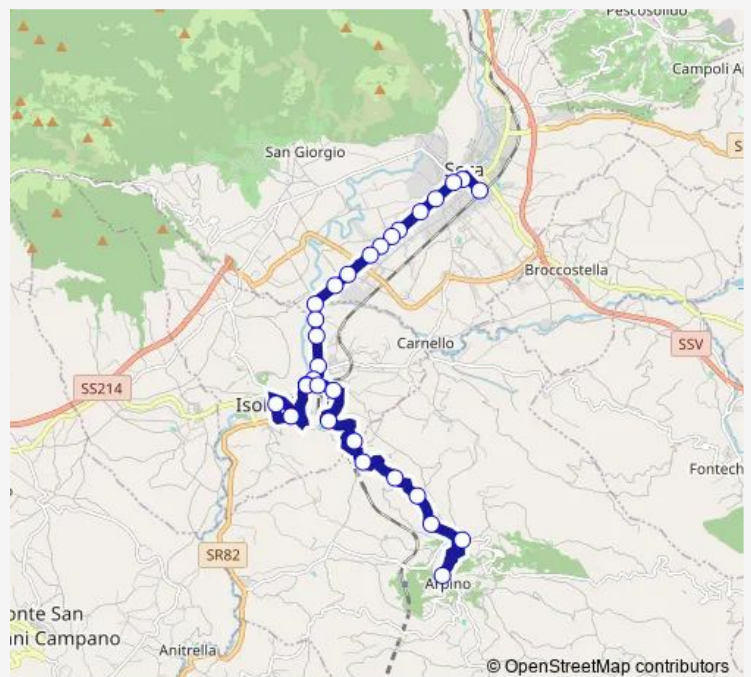 Pescosolido
Campoli A
S
San Giorgio
Sora
Broccostella
Carnello
SSV
SS214
Isol
Fontech
SR82
Arpino
onte San
ni Campano
Anitrella
© OpenStreetMap contributors